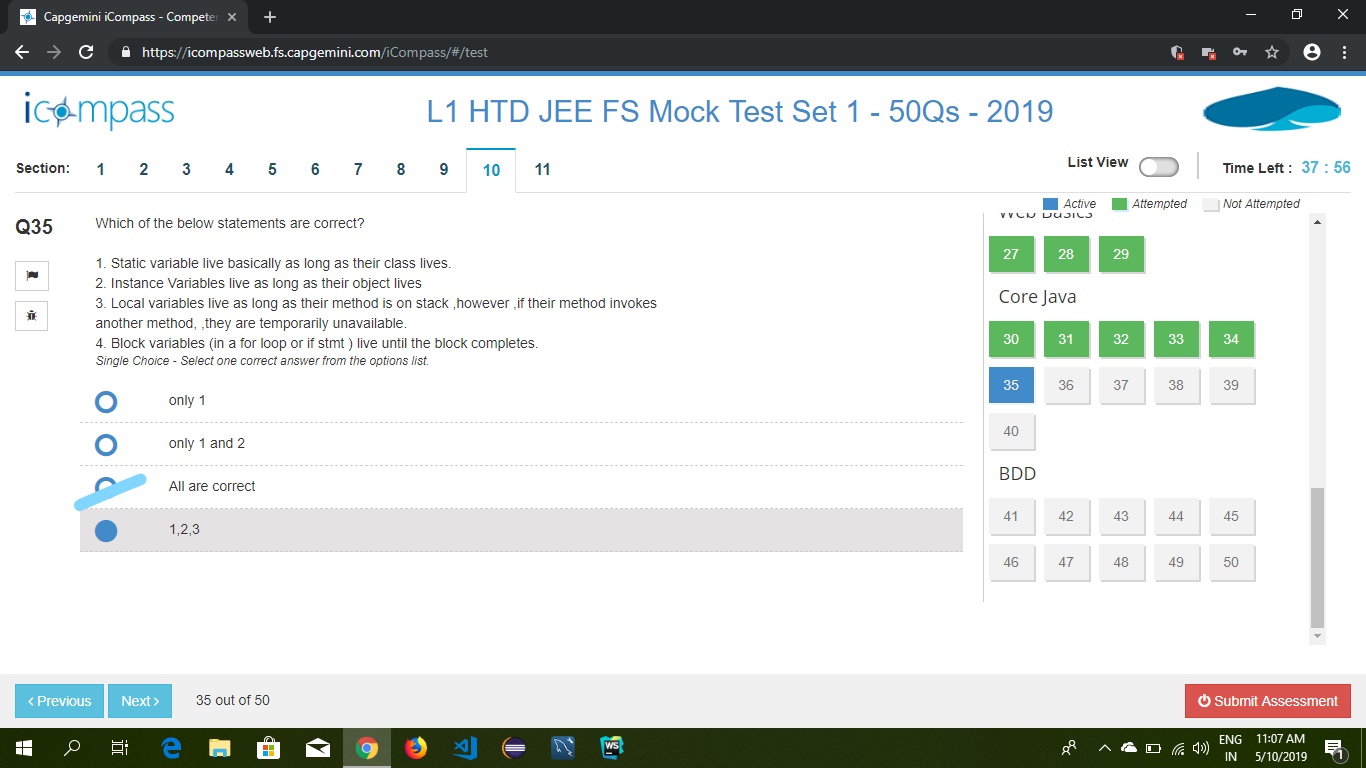 Capgemini iCompass - Competer
https://icompassweb.fs.capgemini.com/iCompass/#/test
icompass
L1 HTD JEE FS Mock Test Set 1 - 50Qs - 2019
Section: 1 2 3 4 5 6 7 8 9 10 11
List View
Time Left : 37 : 56
Active Attempted Not Attempted
Q35
Which of the below statements are correct?
1. Static variable live basically as long as their class lives.
2. Instance Variables live as long as their object lives
3. Local variables live as long as their method is on stack ,however ,if their method invokes
another method, ,they are temporarily unavailable.
4. Block variables (in a for loop or if stmt ) live until the block completes.
Single Choice - Select one correct answer from the options list.
only 1
only 1 and 2
All are correct
1,2,3
Web Basics
27 28 29
Core Java
30 31 32 33 34
35 36 37 38 39
40
BDD
41 42 43 44 45
46 47 48 49 50
Previous Next 35 out of 50
Submit Assessment
WS
ENG
IN
11:07 AM
5/10/2019
1